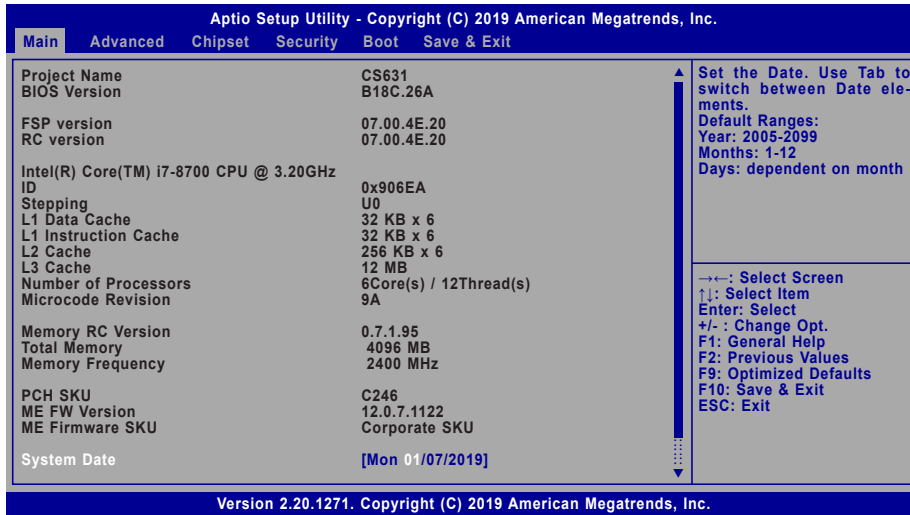 Aptio Setup Utility - Copyright (C) 2019 American Megatrends, Inc.
Main Advanced Chipset Security Boot Save & Exit
Project Name CS631
BIOS Version B18C.26A
FSP version 07.00.4E.20
RC version 07.00.4E.20
Intel(R) Core(TM) i7-8700 CPU @ 3.20GHz
ID 0x906EA
Stepping U0
L1 Data Cache 32 KB x 6
L1 Instruction Cache 32 KB x 6
L2 Cache 256 KB x 6
L3 Cache 12 MB
Number of Processors 6Core(s) / 12Thread(s)
Microcode Revision 9A
Memory RC Version 0.7.1.95
Total Memory 4096 MB
Memory Frequency 2400 MHz
PCH SKU C246
ME FW Version 12.0.7.1122
ME Firmware SKU Corporate SKU
System Date [Mon 01/07/2019]
Set the Date. Use Tab to
switch between Date ele-
ments.
Default Ranges:
Year: 2005-2099
Months: 1-12
Days: dependent on month
→←: Select Screen
↑↓: Select Item
Enter: Select
+/- : Change Opt.
F1: General Help
F2: Previous Values
F9: Optimized Defaults
F10: Save & Exit
ESC: Exit
Version 2.20.1271. Copyright (C) 2019 American Megatrends, Inc.